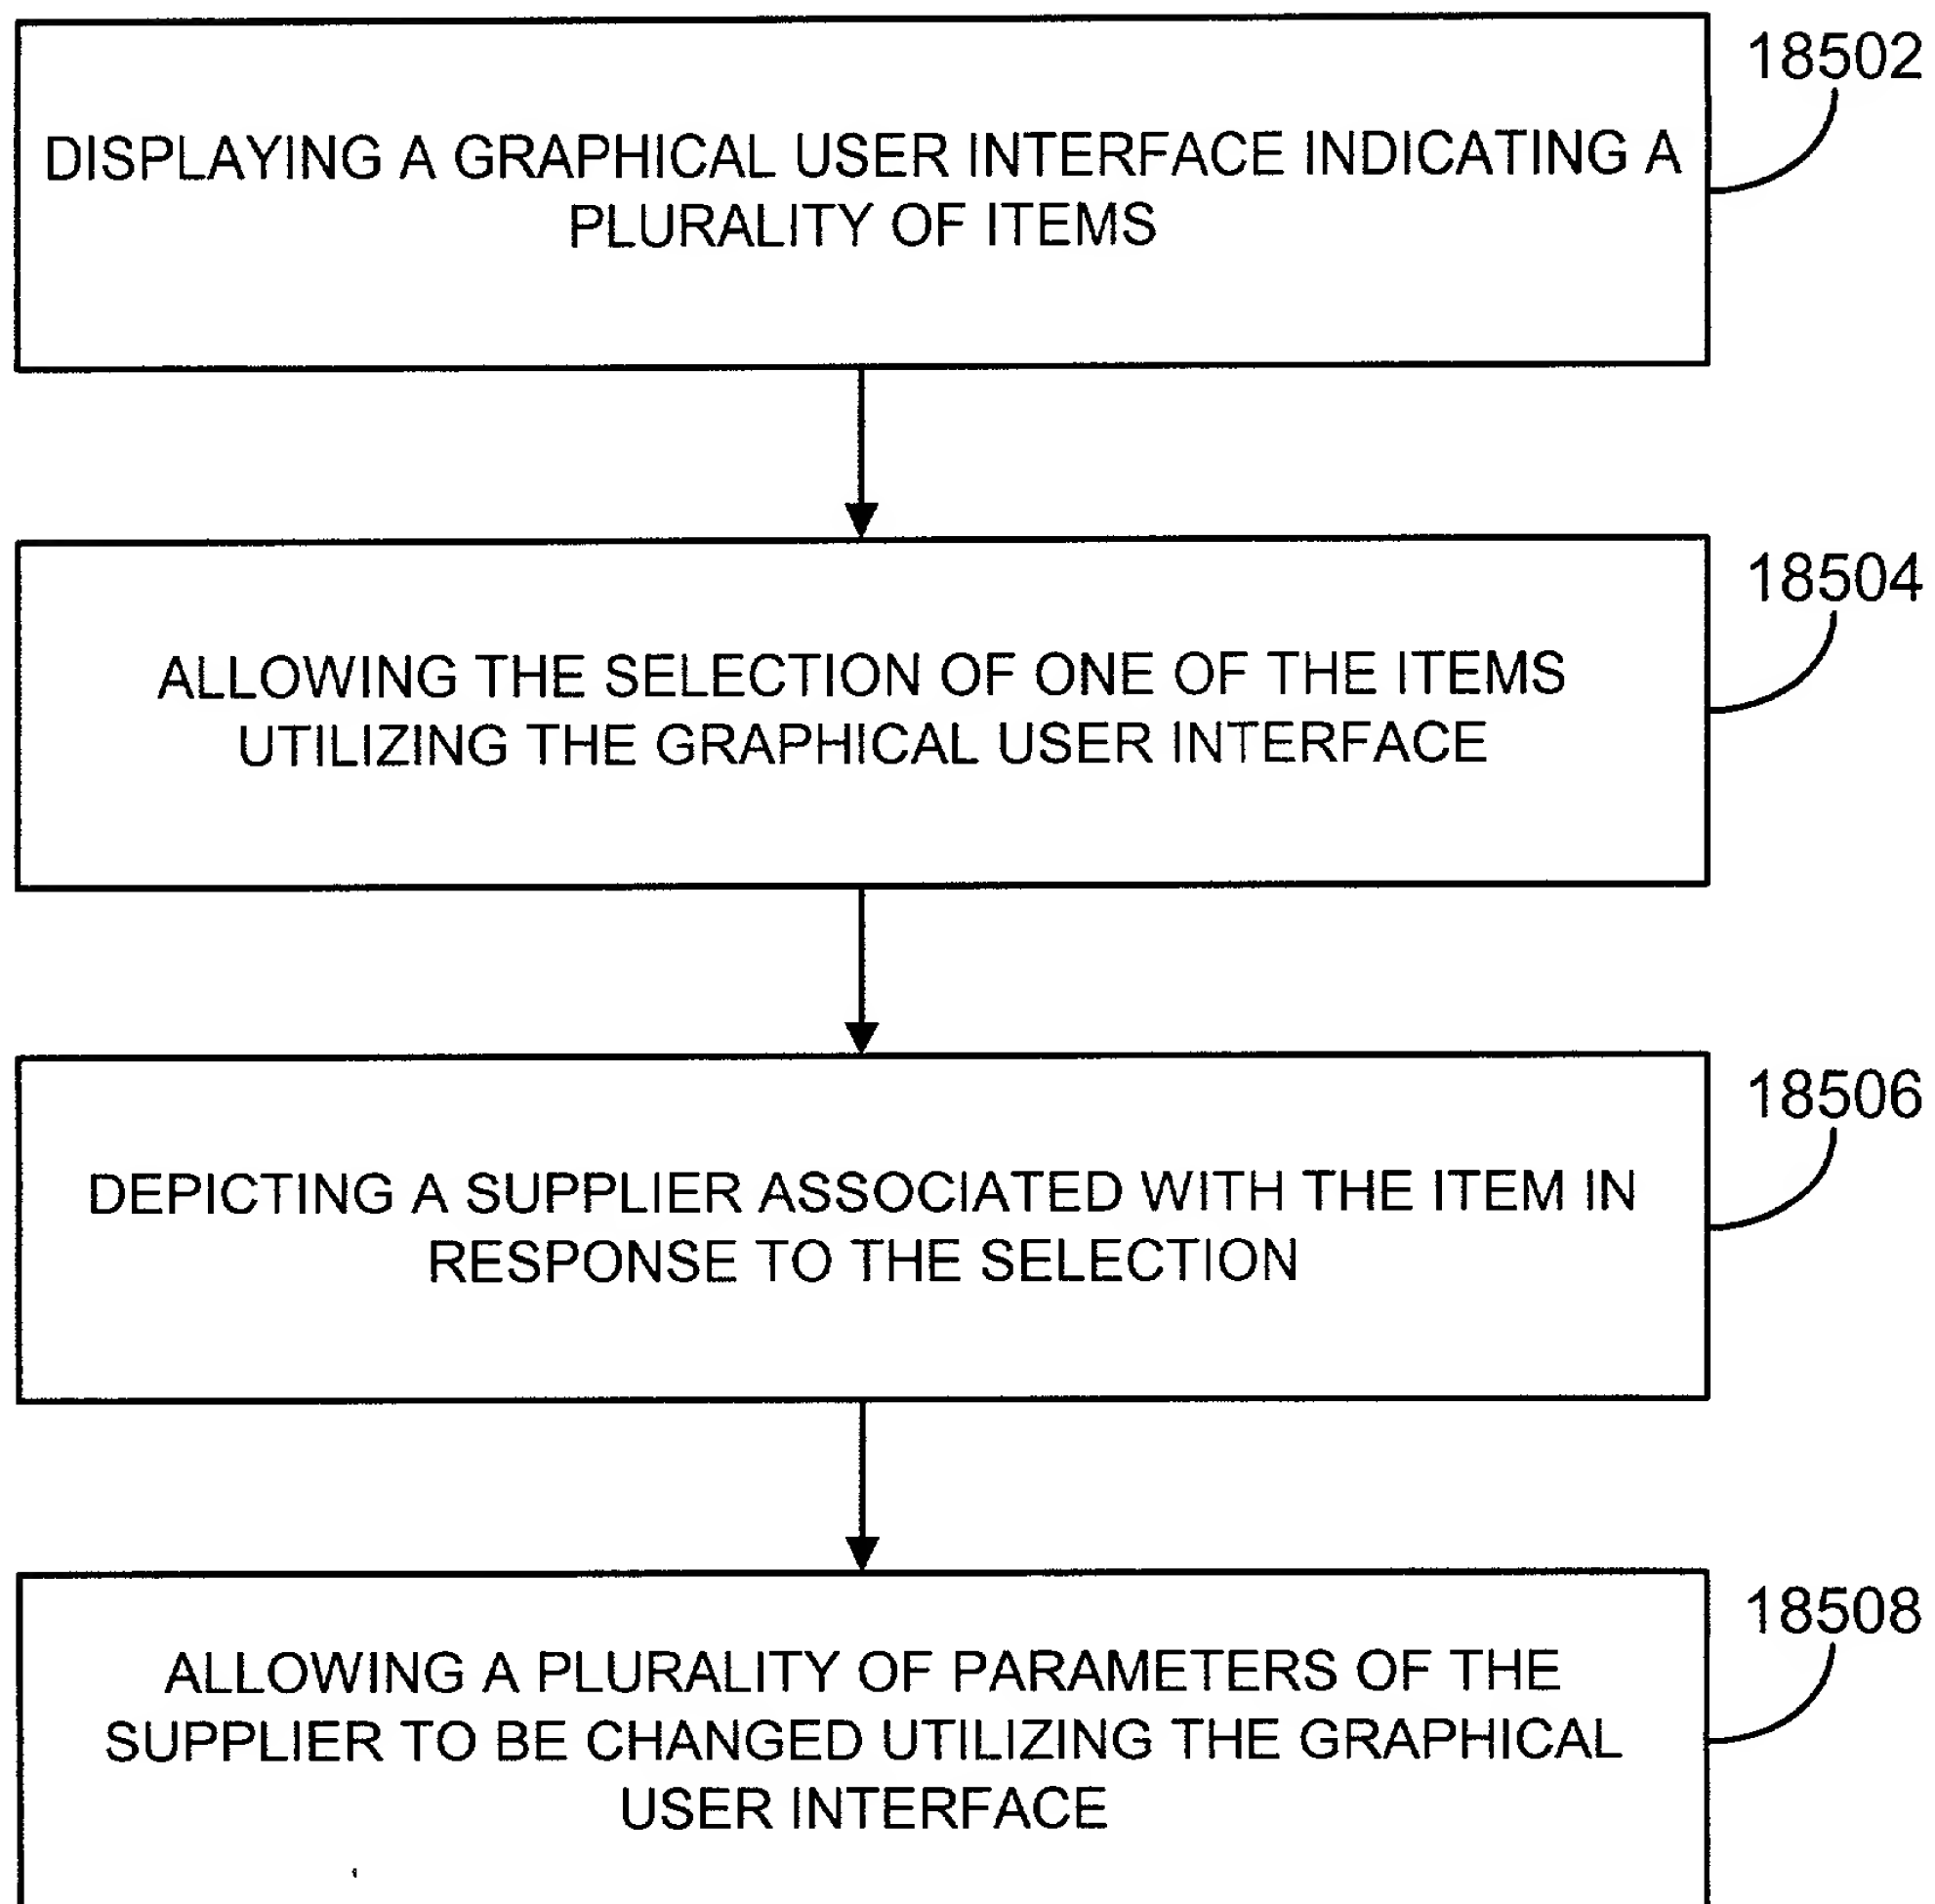 18502
DISPLAYING A GRAPHICAL USER INTERFACE INDICATING A
PLURALITY OF ITEMS
18504
ALLOWING THE SELECTION OF ONE OF THE ITEMS
UTILIZING THE GRAPHICAL USER INTERFACE
18506
DEPICTING A SUPPLIER ASSOCIATED WITH THE ITEM IN
RESPONSE TO THE SELECTION
18508
ALLOWING A PLURALITY OF PARAMETERS OF THE
SUPPLIER TO BE CHANGED UTILIZING THE GRAPHICAL
USER INTERFACE